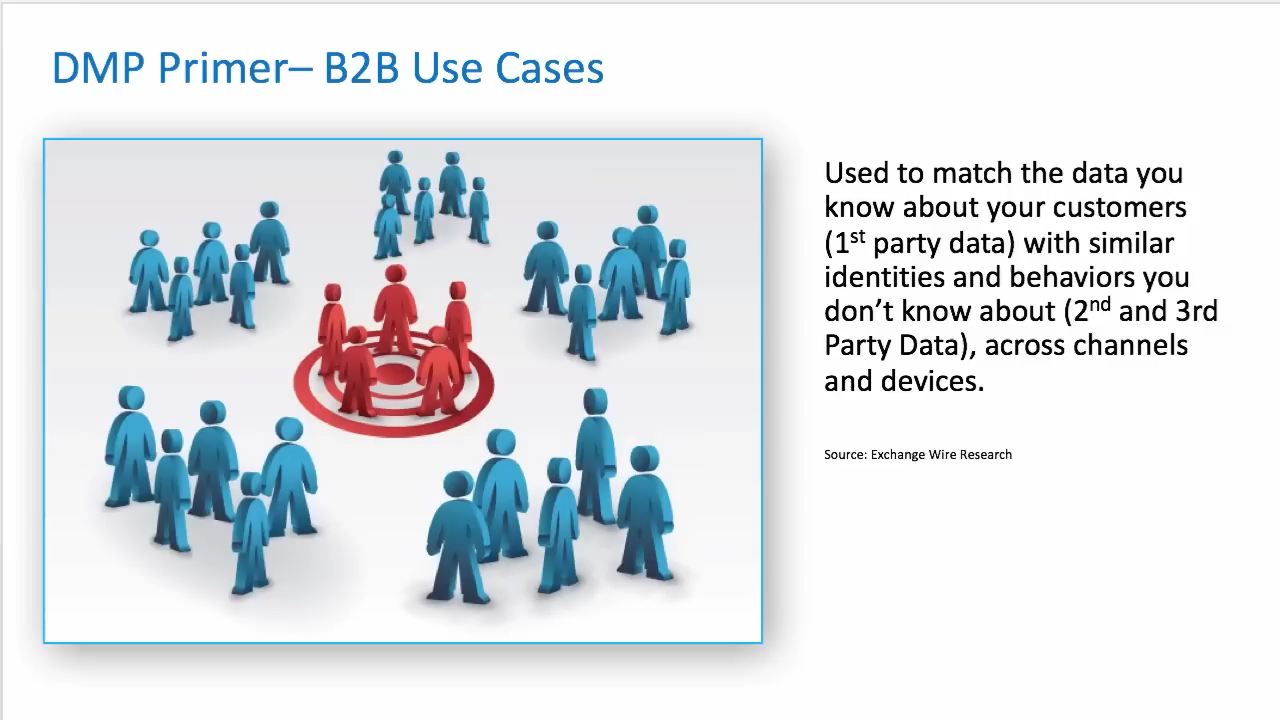 DMP Primer– B2B Use Cases
Used to match the data you
know about your customers
(1st party data) with similar
identities and behaviors you
don’t know about (2nd and 3rd
Party Data), across channels
and devices.
Source: Exchange Wire Research